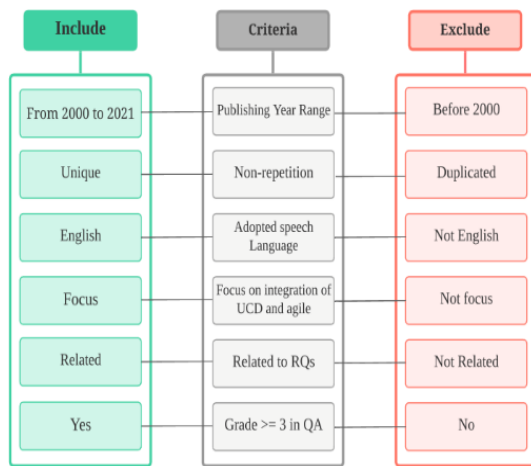 Include Criteria Exclude
From 2000 to 2021 Publishing Year Range Before 2000
Unique Non-repetition Duplicated
English Adopted speech Not English
Language
Focus Focus on integration of Not focus
UCD and agile
Related Related to RQs Not Related
Yes Grade >= 3 in QA No